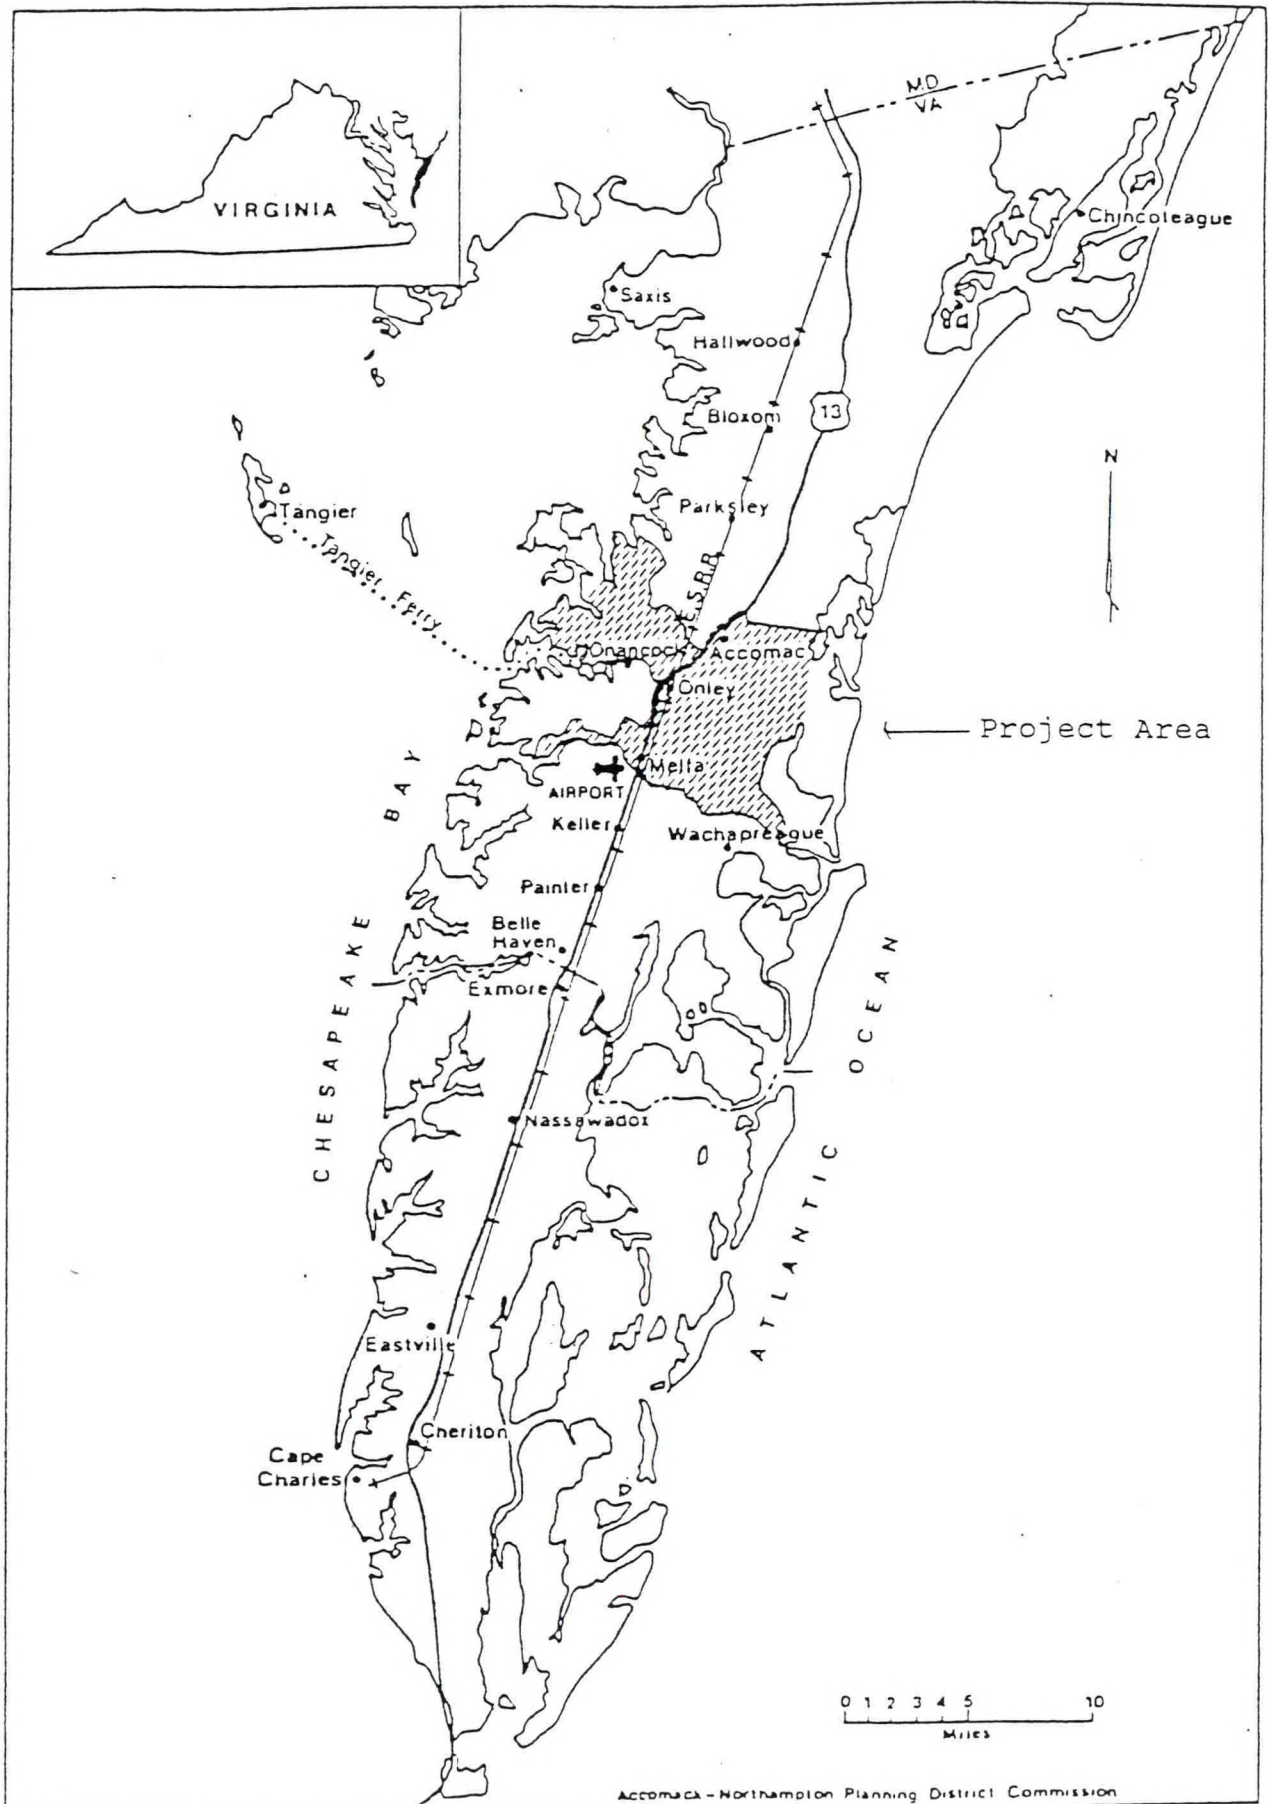 VIRGINIA
MD
VA
Chincoteague
Saxis
Hallwood
Bloxom
13
N
Parksley
Tangier
Tangier Ferry
E.S.R.R.
Onancock
Accomac
Onley
Project Area
Melfa
AIRPORT
Keller
Wachapreague
Painter
Belle
Haven
Exmore
CHESAPEAKE BAY
ATLANTIC OCEAN
Nassawadox
Eastville
Cheriton
Cape
Charles
0 1 2 3 4 5 10
Miles
Accomack-Northampton Planning District Commission